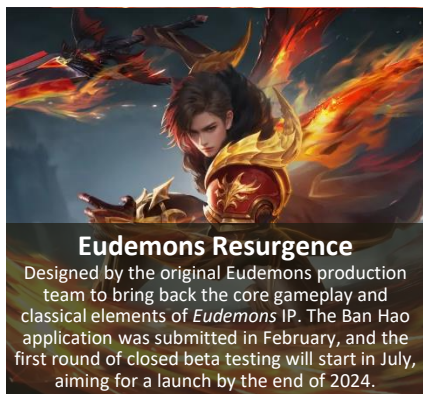 Eudemons Resurgence
Designed by the original Eudemons production
team to bring back the core gameplay and
classical elements of Eudemons IP. The Ban Hao
application was submitted in February, and the
first round of closed beta testing will start in July,
aiming for a launch by the end of 2024.